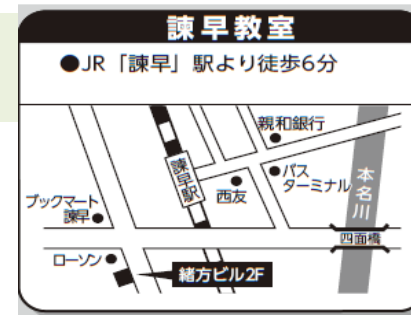 諫早教室
●JR「諫早」駅より徒歩6分
親和銀行
諫早駅
西友
バス
ターミナル
本名川
ブックマート
諫早
四面橋
ローソン
緒方ビル2F